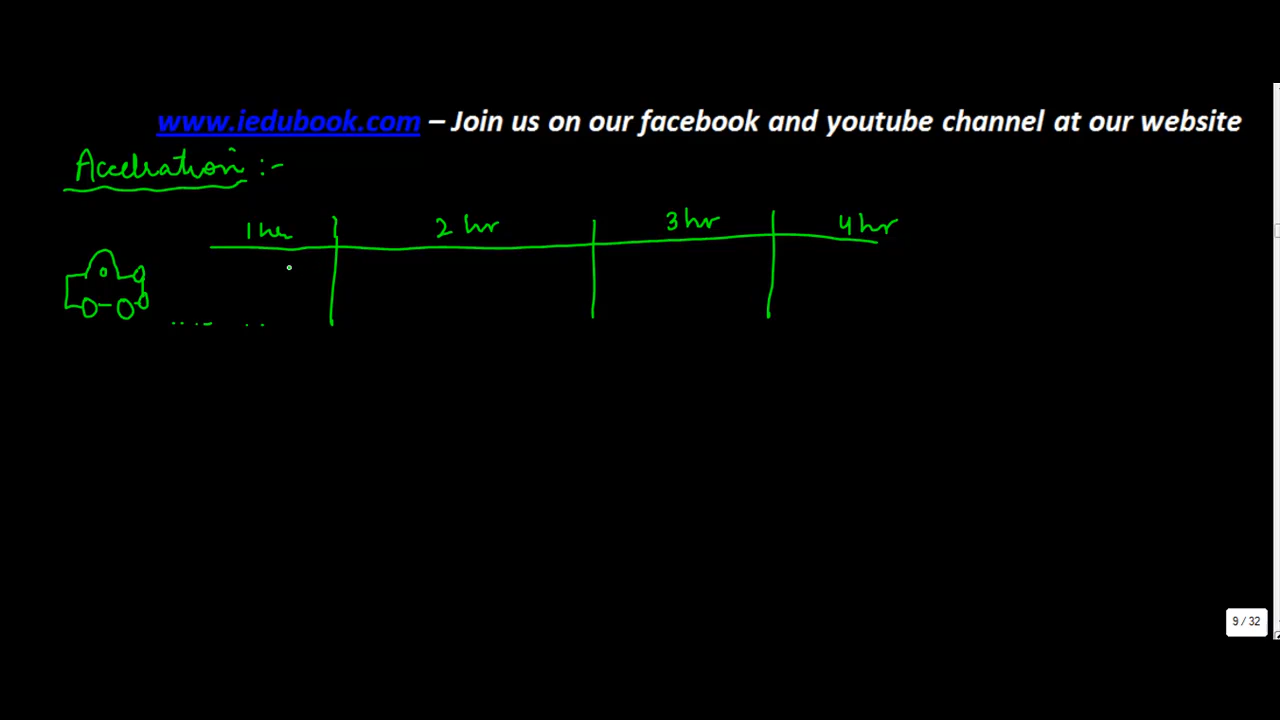 www.iedubook.com – Join us on our facebook and youtube channel at our website
Accelration :-
1 hr 2 hr 3 hr 4 hr
9 / 32